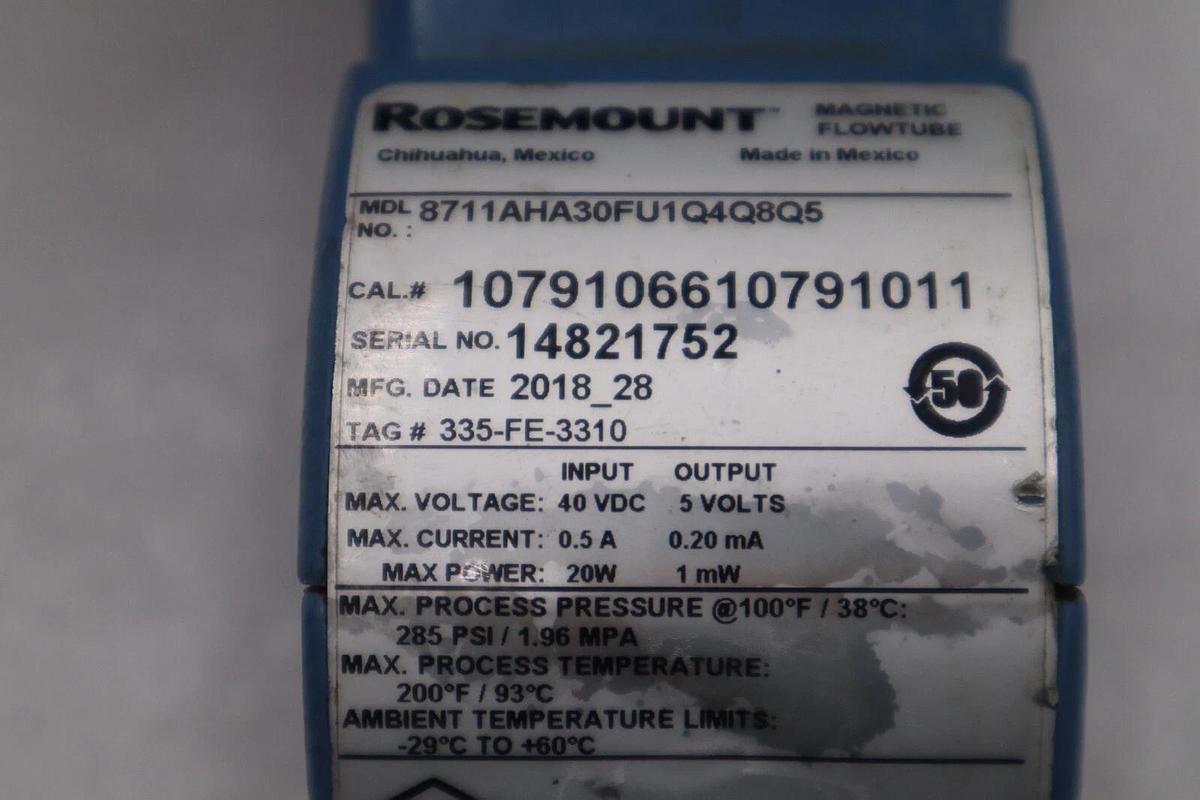 ROSEMOUNT™ MAGNETIC
FLOWTUBE
Chihuahua, Mexico Made in Mexico
MDL 8711AHA30FU1Q4Q8Q5
NO. :
CAL.# 1079106610791011
SERIAL NO. 14821752
MFG. DATE 2018_28
50
TAG # 335-FE-3310
INPUT OUTPUT
MAX. VOLTAGE: 40 VDC 5 VOLTS
MAX. CURRENT: 0.5 A 0.20 mA
MAX POWER: 20W 1 mW
MAX. PROCESS PRESSURE @100°F / 38°C:
285 PSI / 1.96 MPA
MAX. PROCESS TEMPERATURE:
200°F / 93°C
AMBIENT TEMPERATURE LIMITS:
-29°C TO +60°C